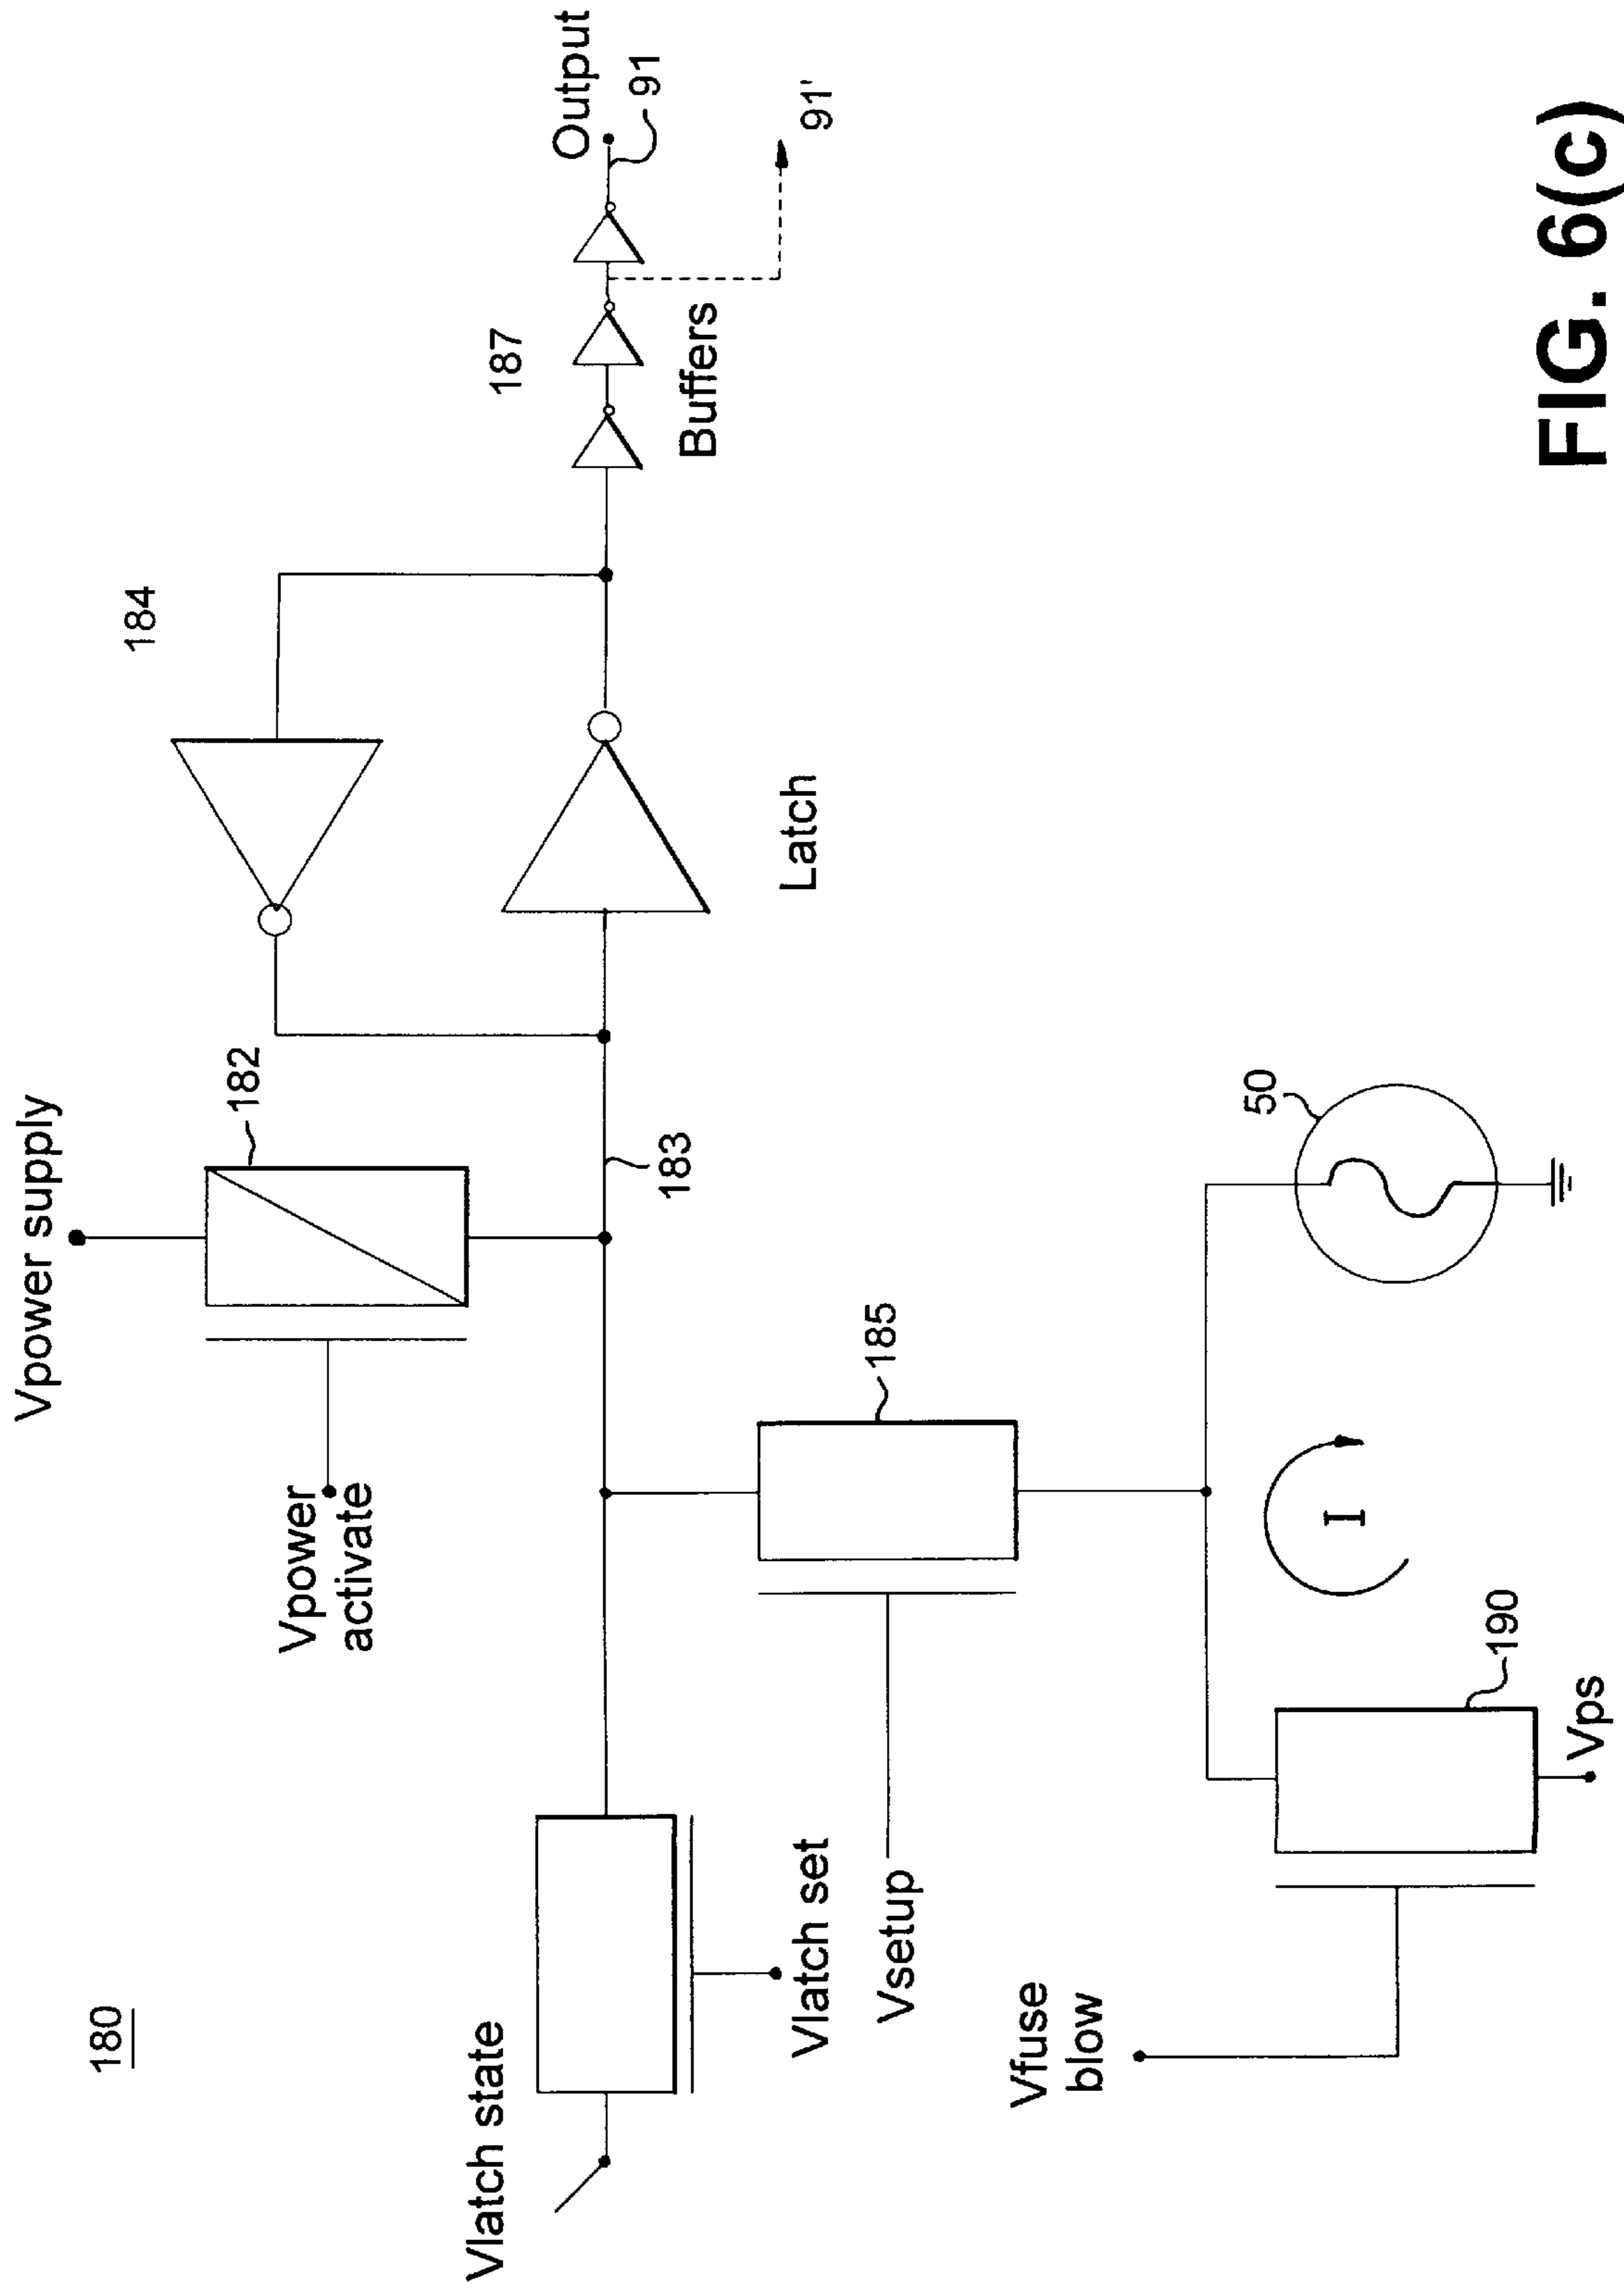 180
Vpower supply
182
Vpower
activate
184
Vlatch state
Vlatch set
183
Latch
187
Buffers
Output
91
91'
Vsetup
185
Vfuse
blow
190
Vps
I
50
FIG. 6(c)